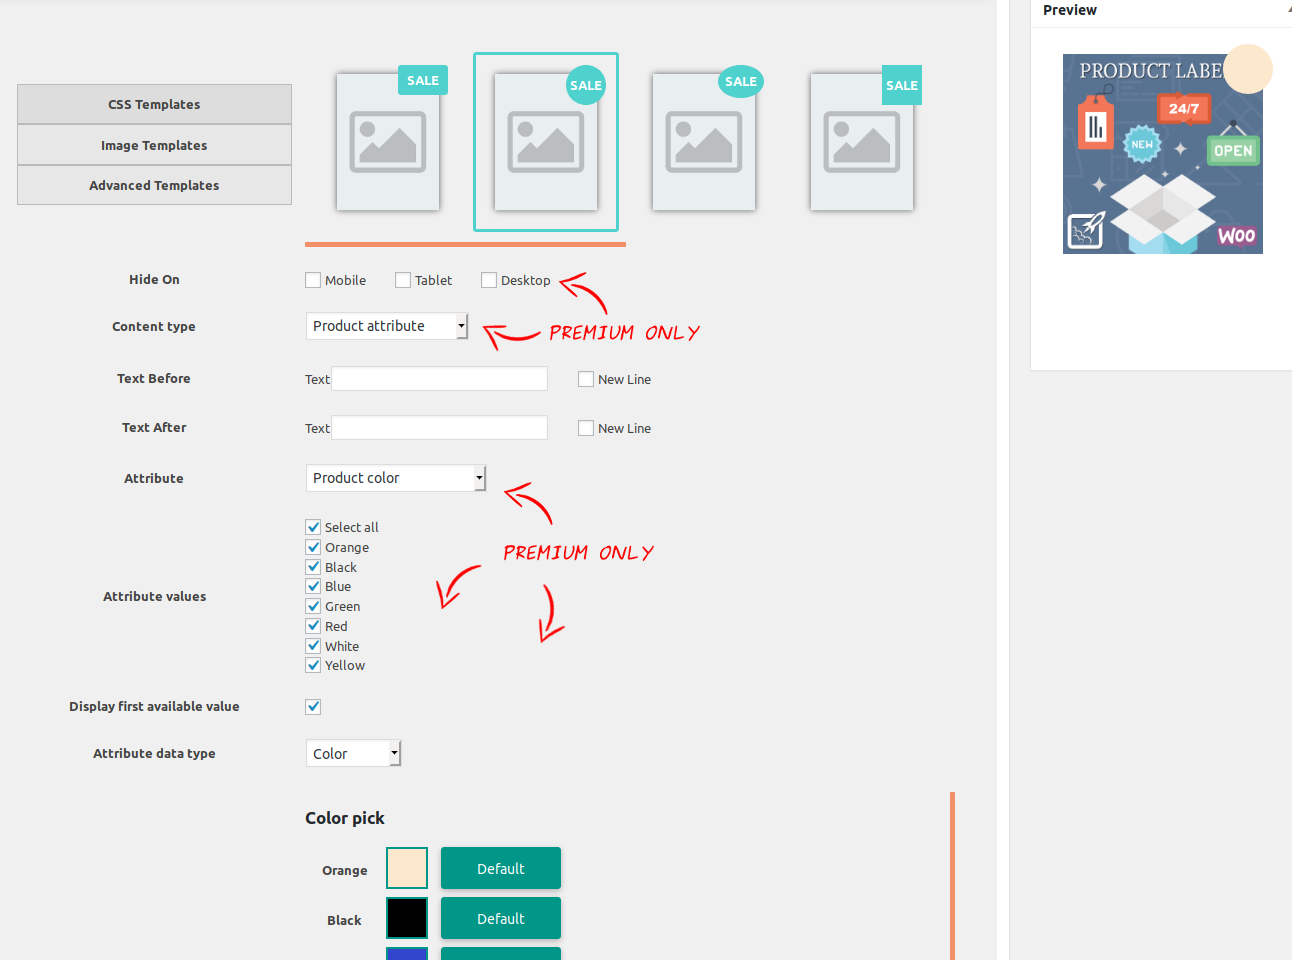 Preview
SALE
SALE
SALE
SALE
CSS Templates
Image Templates
Advanced Templates
PRODUCT LABE
24/7
NEW
OPEN
WOO
Hide On
Mobile
Tablet
Desktop
Content type
Product attribute
PREMIUM ONLY
Text Before
Text
New Line
Text After
Text
New Line
Attribute
Product color
PREMIUM ONLY
Attribute values
Select all
Orange
Black
Blue
Green
Red
White
Yellow
Display first available value
Attribute data type
Color
Color pick
Orange
Default
Black
Default